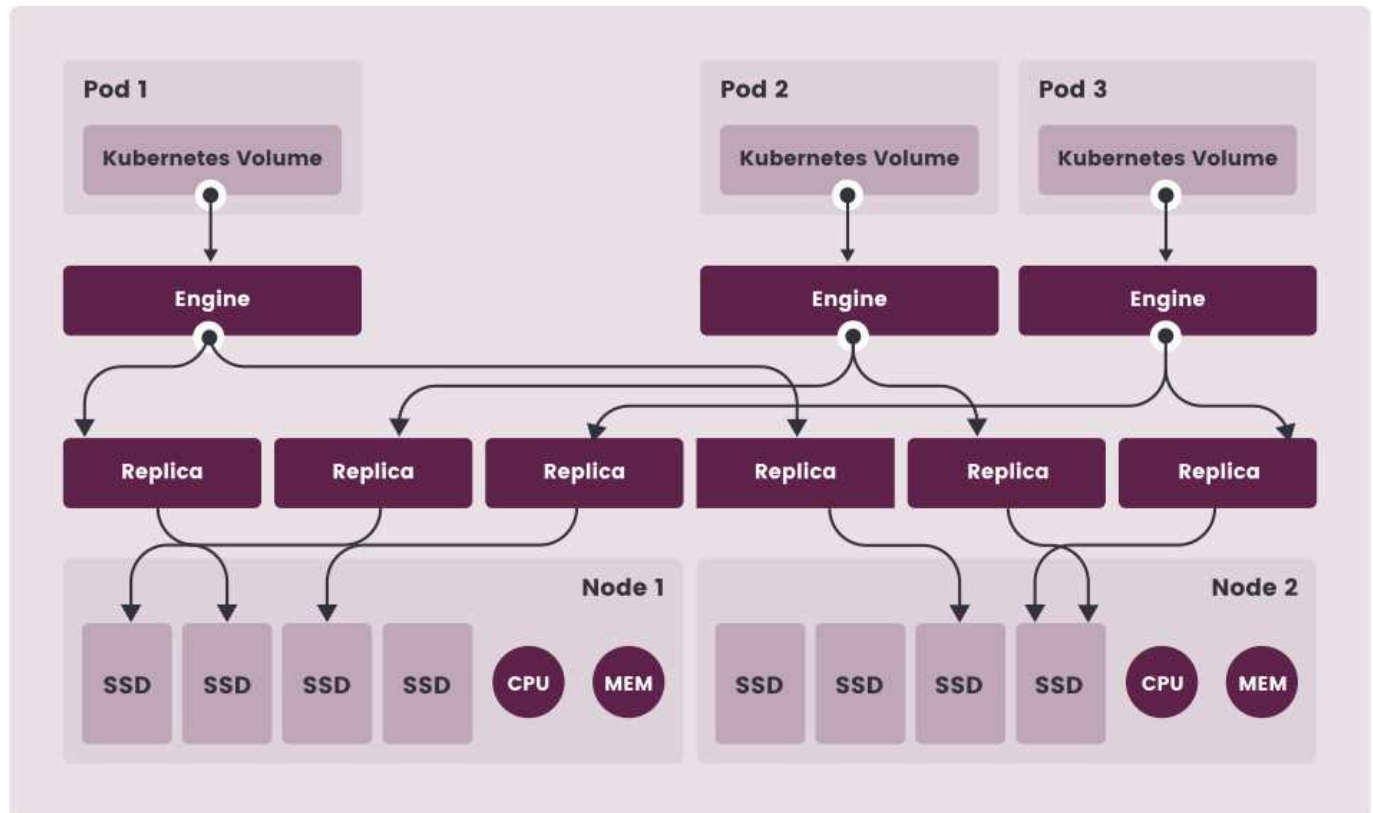 Pod 1
Pod 2
Pod 3
Kubernetes Volume
Kubernetes Volume
Kubernetes Volume
Engine
Engine
Engine
Replica
Replica
Replica
Replica
Replica
Replica
Node 1
SSD
SSD
SSD
SSD
CPU
MEM
Node 2
SSD
SSD
SSD
SSD
CPU
MEM